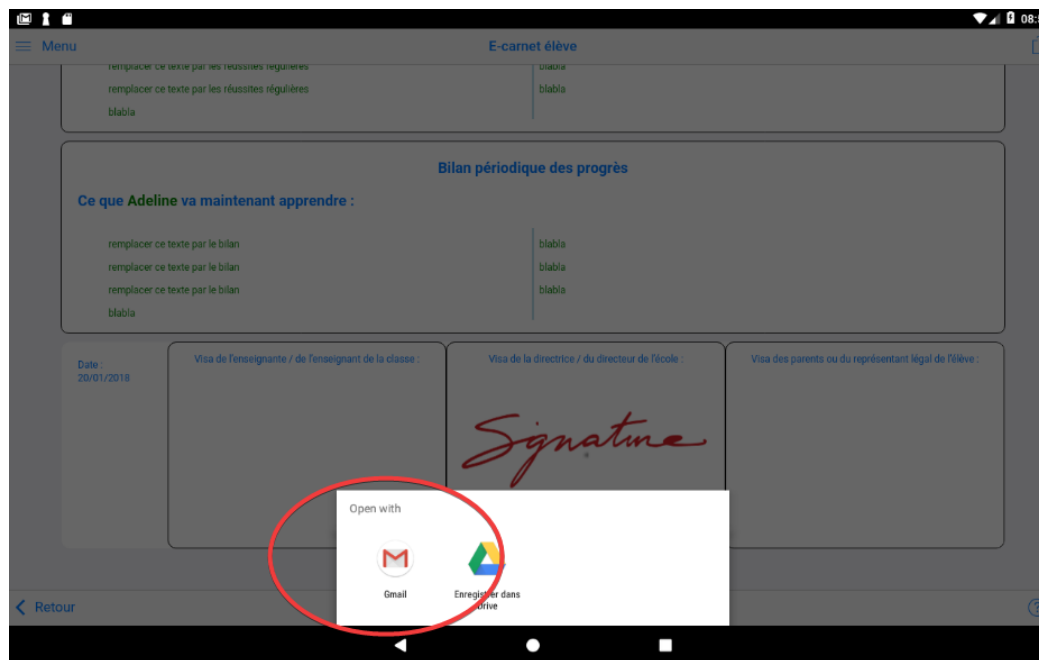 08:5
Menu
E-carnet élève
remplacer ce texte par les réussites régulières
blabla
remplacer ce texte par les réussites régulières
blabla
blabla
Bilan périodique des progrès
Ce que Adeline va maintenant apprendre :
remplacer ce texte par le bilan
blabla
remplacer ce texte par le bilan
blabla
remplacer ce texte par le bilan
blabla
blabla
Date :
20/01/2018
Visa de l'enseignante / de l'enseignant de la classe :
Visa de la directrice / du directeur de l'école :
Visa des parents ou du représentant légal de l'élève :
Signature
Open with
Gmail
Enregistrer dans
Drive
Retour